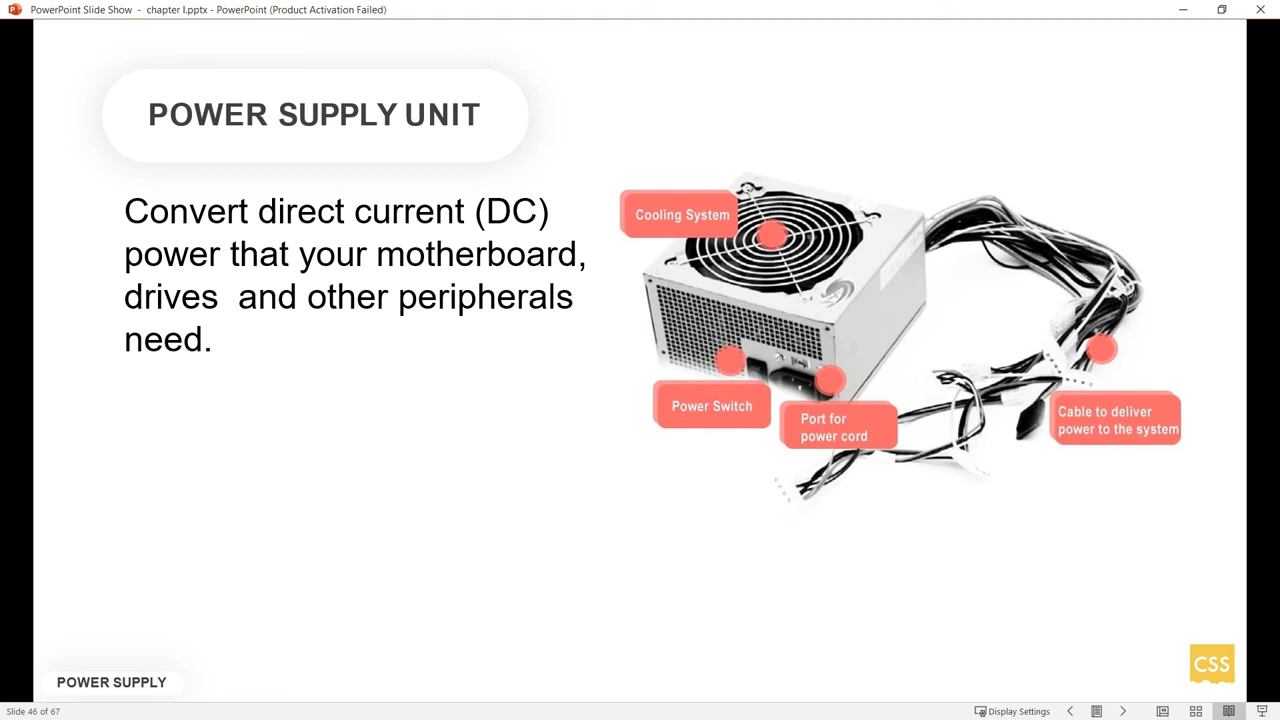 PowerPoint Slide Show - chapter I.pptx - PowerPoint (Product Activation Failed)
POWER SUPPLY UNIT
Convert direct current (DC)
power that your motherboard,
drives  and other peripherals
need.
Cooling System
Power Switch
Port for
power cord
Cable to deliver
power to the system
POWER SUPPLY
CSS
Slide 46 of 67
Display Settings